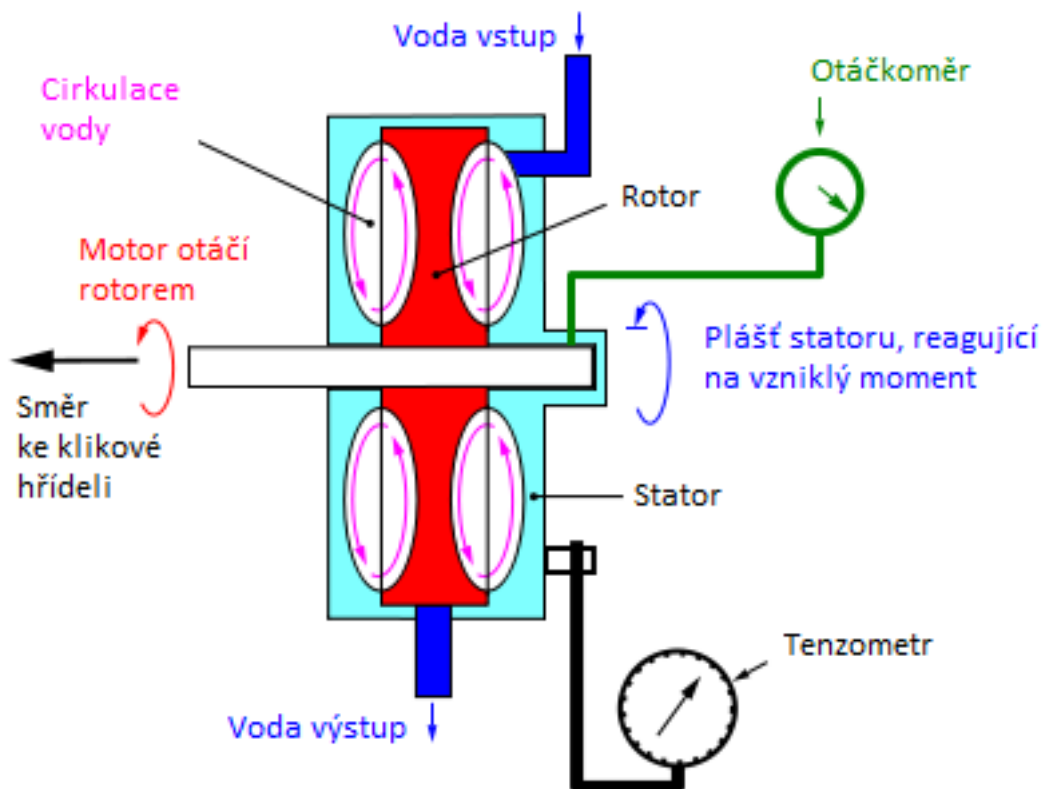 Voda vstup
Otáčkoměr
Cirkulace
vody
Rotor
Motor otáčí
rotorem
Plášť statoru, reagující
na vzniklý moment
Směr
ke klikové
hřídeli
Stator
Tenzometr
Voda výstup